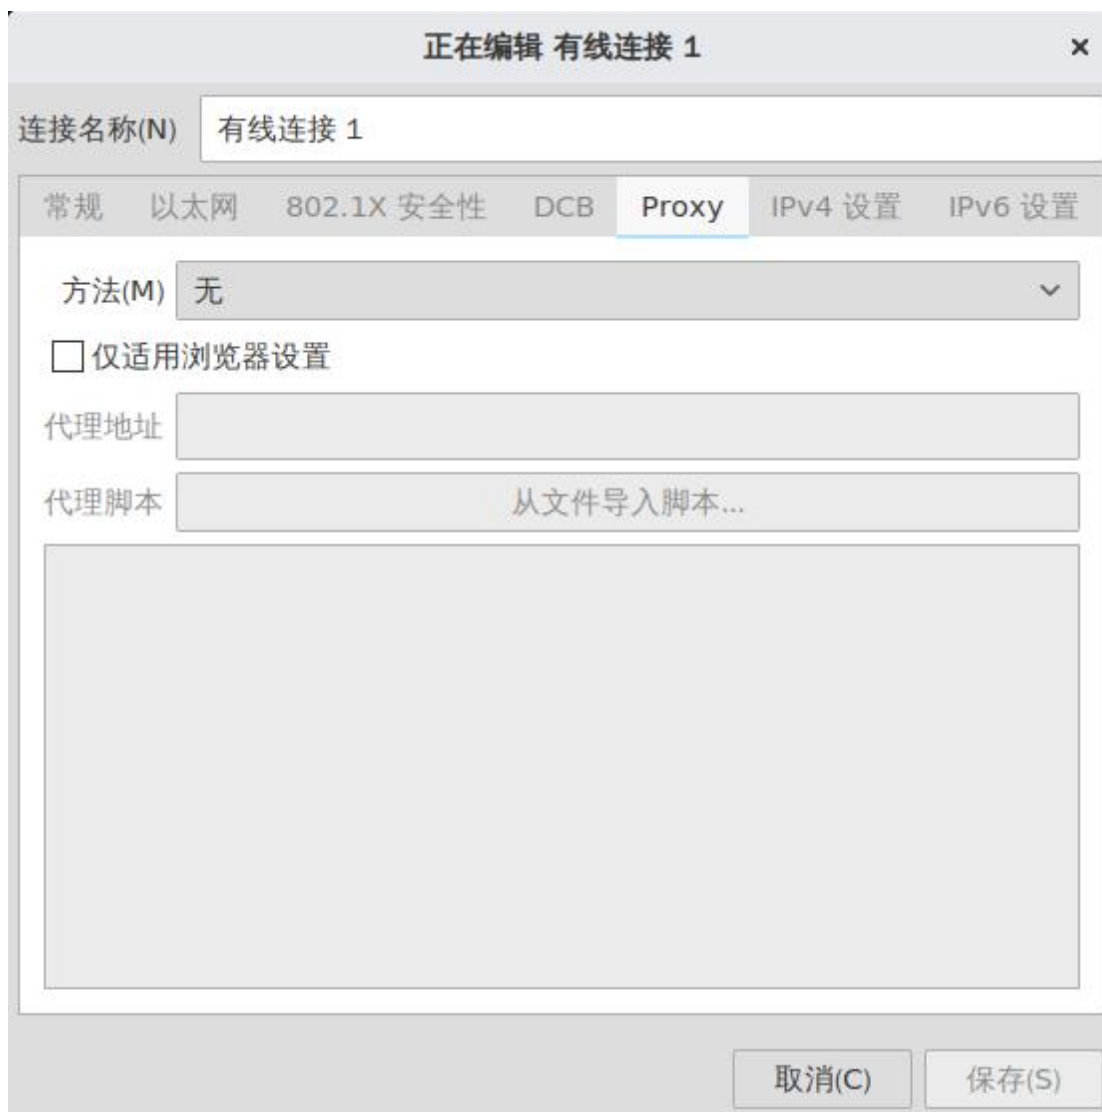 正在编辑 有线连接 1
连接名称(N) 有线连接 1
常规 以太网 802.1X 安全性 DCB Proxy IPv4 设置 IPv6 设置
方法(M) 无
仅适用浏览器设置
代理地址
代理脚本 从文件导入脚本...
取消(C) 保存(S)